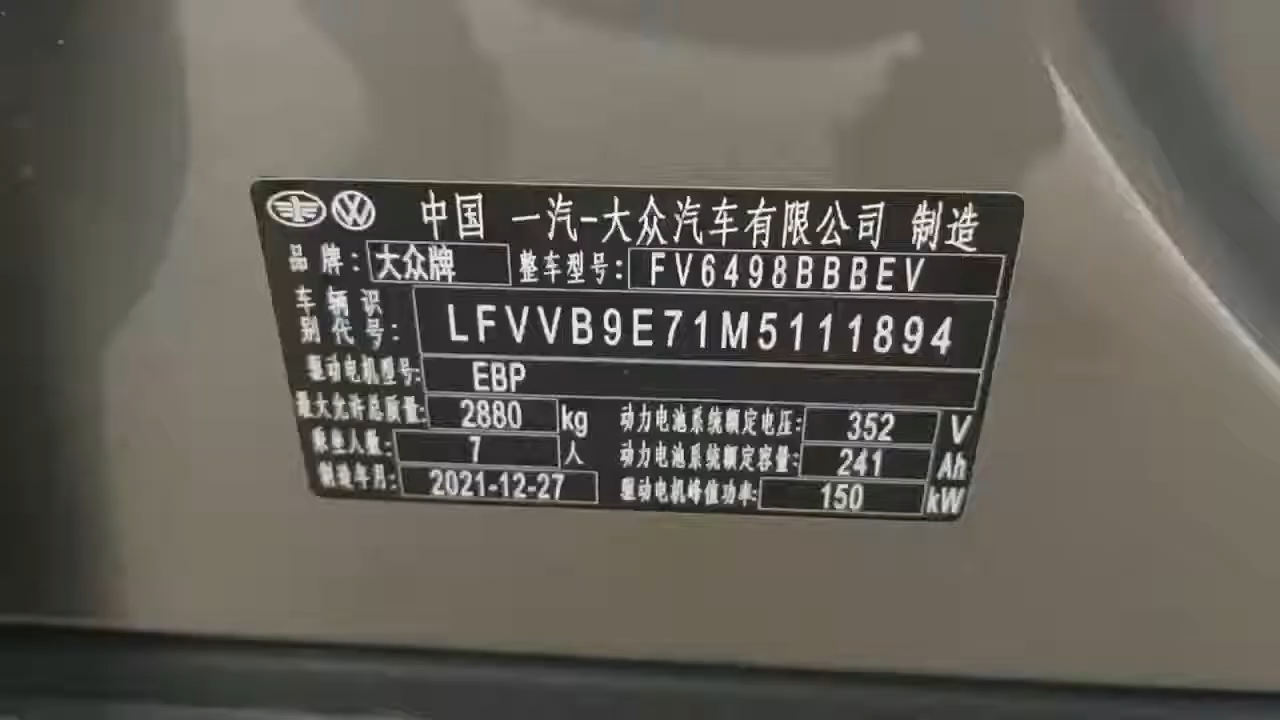 中国 一汽-大众汽车有限公司 制造
品牌: 大众牌 整车型号: FV6498BBBEV
车辆识别代号: LFVVB9E71M5111894
驱动电机型号: EBP
最大允许总质量: 2880 kg 动力电池系统额定电压: 352 V
乘坐人数: 7 人 动力电池系统额定容量: 241 Ah
制造年月: 2021-12-27 驱动电机峰值功率: 150 kW